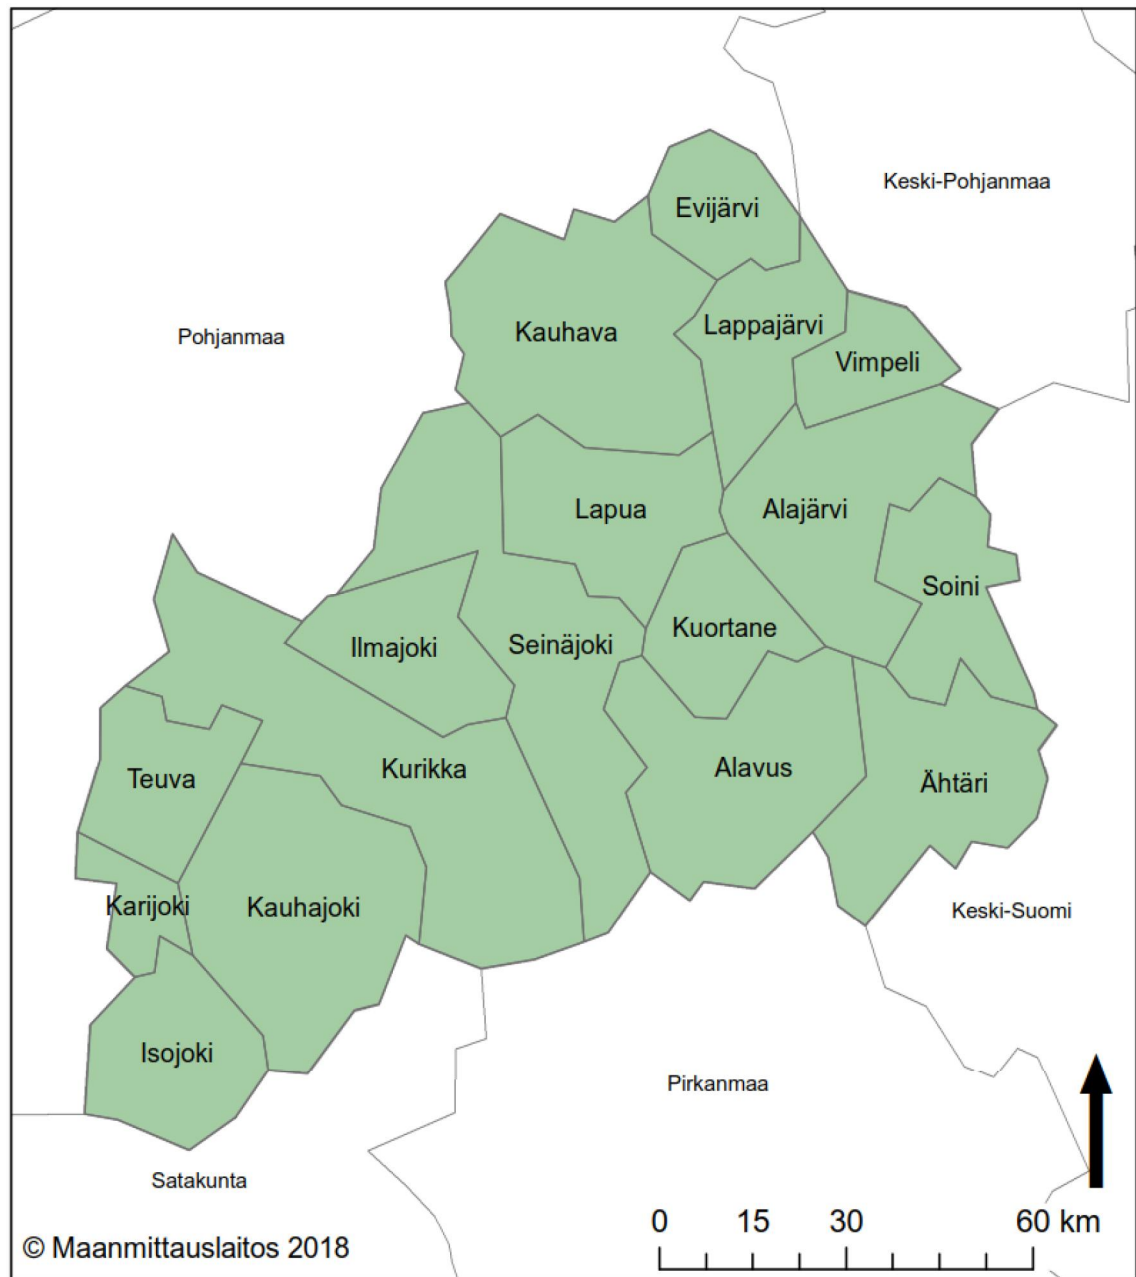 Keski-Pohjanmaa
Evijärvi
Pohjanmaa
Kauhava
Lappajärvi
Vimpeli
Lapua
Alajärvi
Soini
Ilmajoki
Seinäjoki
Kuortane
Teuva
Kurikka
Alavus
Ähtäri
Karijoki
Kauhajoki
Keski-Suomi
Isojoki
Pirkanmaa
Satakunta
0 15 30 60 km
© Maanmittauslaitos 2018